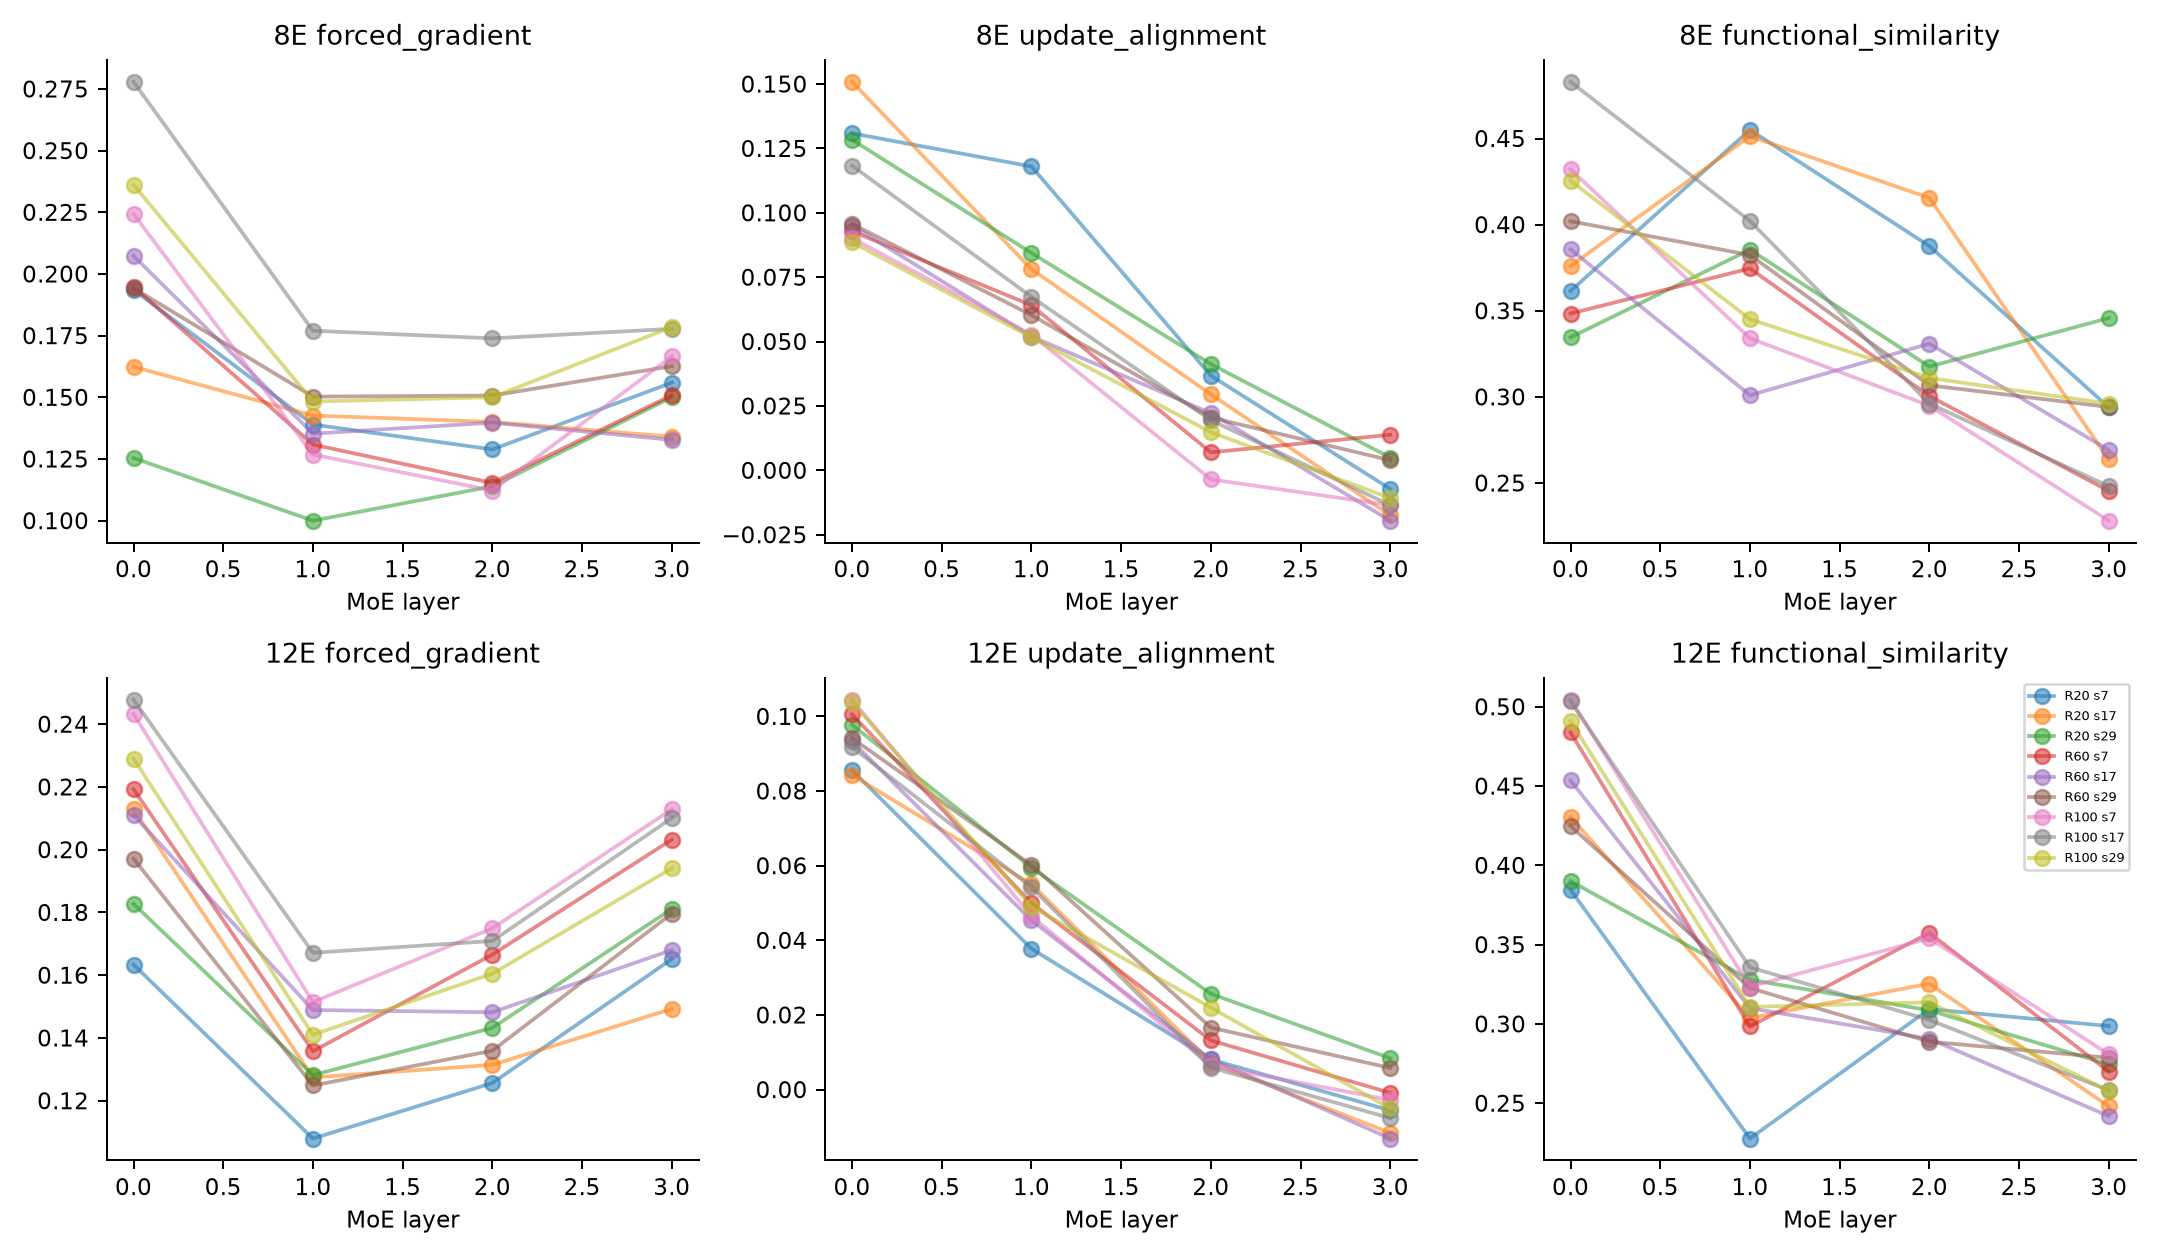 8E forced_gradient
0.275
0.250
0.225
0.200
0.175
0.150
0.125
0.100
0.0 0.5 1.0 1.5 2.0 2.5 3.0
MoE layer
8E update_alignment
0.150
0.125
0.100
0.075
0.050
0.025
0.000
−0.025
0.0 0.5 1.0 1.5 2.0 2.5 3.0
MoE layer
8E functional_similarity
0.45
0.40
0.35
0.30
0.25
0.0 0.5 1.0 1.5 2.0 2.5 3.0
MoE layer
12E forced_gradient
0.24
0.22
0.20
0.18
0.16
0.14
0.12
0.0 0.5 1.0 1.5 2.0 2.5 3.0
MoE layer
12E update_alignment
0.10
0.08
0.06
0.04
0.02
0.00
0.0 0.5 1.0 1.5 2.0 2.5 3.0
MoE layer
12E functional_similarity
0.50
0.45
0.40
0.35
0.30
0.25
R20 s7
R20 s17
R20 s29
R60 s7
R60 s17
R60 s29
R100 s7
R100 s17
R100 s29
0.0 0.5 1.0 1.5 2.0 2.5 3.0
MoE layer